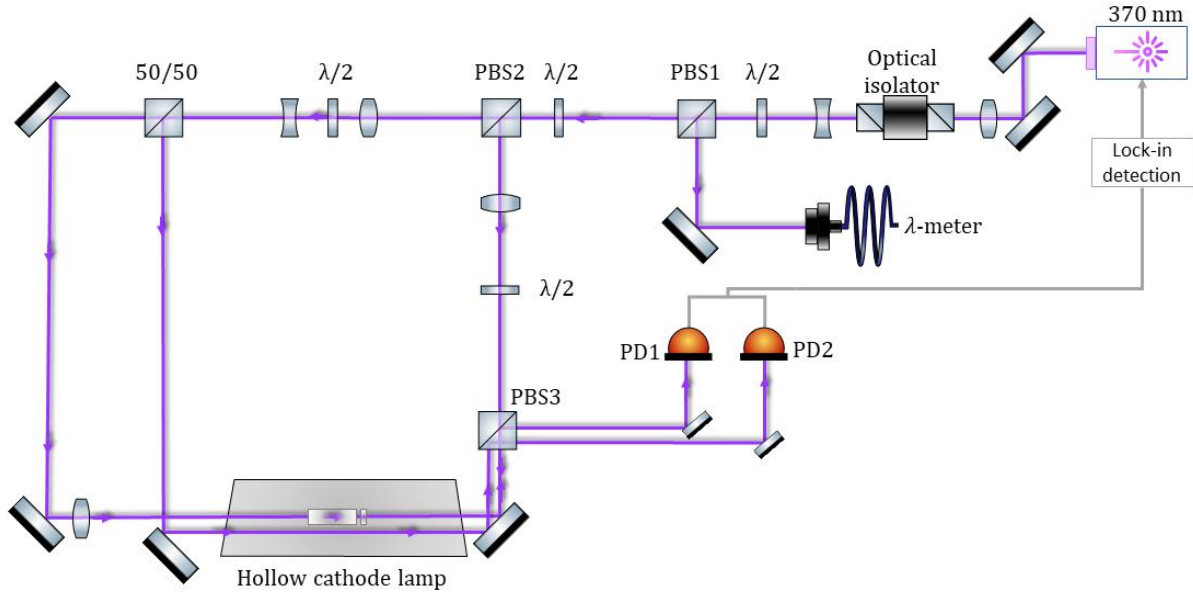 370 nm
50/50
λ/2
PBS2
λ/2
PBS1
λ/2
Optical
isolator
Lock-in
detection
λ-meter
λ/2
PD1
PD2
PBS3
Hollow cathode lamp